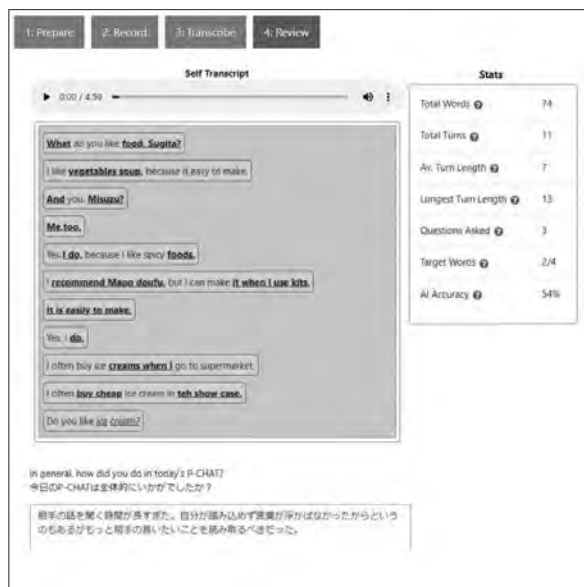 1: Prepare
2: Record
3: Transcribe
4: Review
Self Transcript
0:00 / 4:59
What do you like food, Sugita?
I like vegetables soup, because it easy to make.
And you, Misuzu?
Me too.
Yes I do, because I like spicy foods.
I recommend Mapo doufu, but I can make it when I use kits.
It is easily to make.
Yes, I do.
I often buy ice creams when I go to supermarket.
I often buy cheap ice cream in teh show case.
Do you like ice cream?
Stats
Total Words 74
Total Turns 11
Av. Turn Length 7
Longest Turn Length 13
Questions Asked 3
Target Words 2/4
AI Accuracy 54%
In general, how did you do in today's P-CHAT?
今日のP-CHATは全体的にいかがでしたか？
相手の話を聞く時間が長すぎた。自分が踏み込めず言葉が浮かばなかったからという
のもあるがもっと相手の言いたいことを読み取るべきだった。